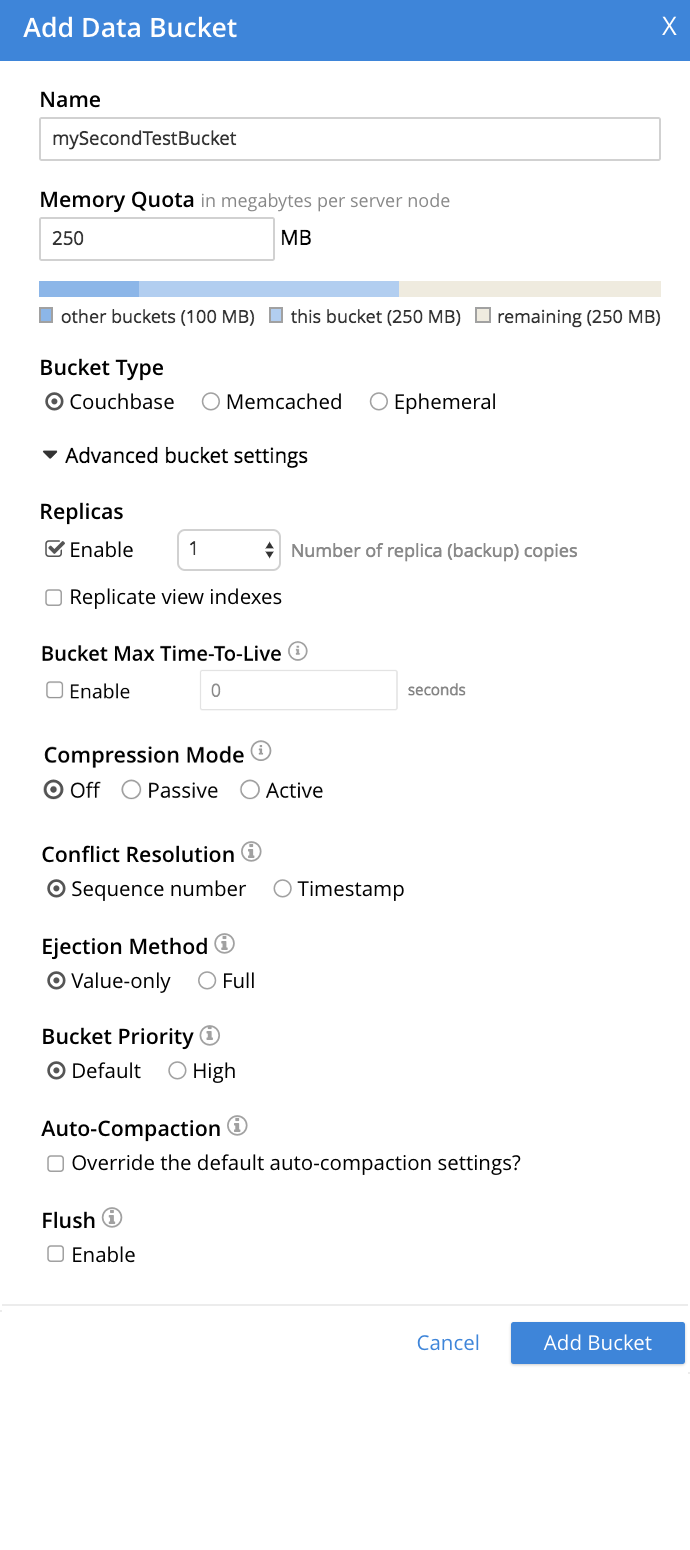 Add Data Bucket X
Name
mySecondTestBucket
Memory Quota in megabytes per server node
250 MB
other buckets (100 MB) this bucket (250 MB) remaining (250 MB)
Bucket Type
Couchbase Memcached Ephemeral
Advanced bucket settings
Replicas
Enable 1 Number of replica (backup) copies
Replicate view indexes
Bucket Max Time-To-Live
Enable 0 seconds
Compression Mode
Off Passive Active
Conflict Resolution
Sequence number Timestamp
Ejection Method
Value-only Full
Bucket Priority
Default High
Auto-Compaction
Override the default auto-compaction settings?
Flush
Enable
Cancel Add Bucket